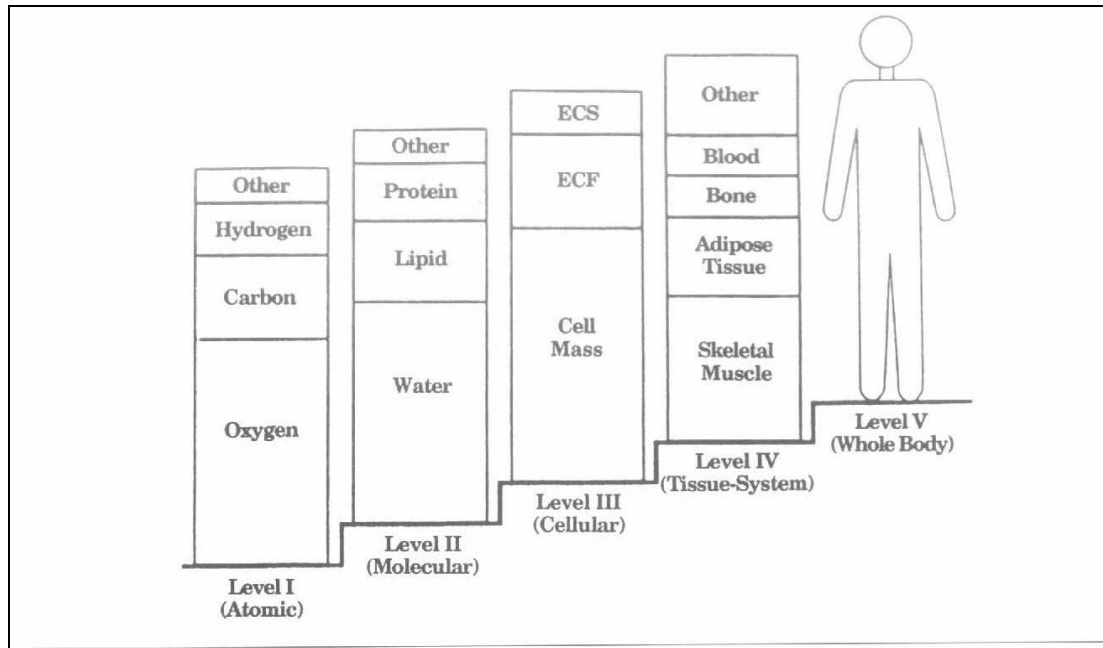 Other
Hydrogen
Carbon
Oxygen
Level I
(Atomic)
Other
Protein
Lipid
Water
Level II
(Molecular)
ECS
ECF
Cell
Mass
Level III
(Cellular)
Other
Blood
Bone
Adipose
Tissue
Skeletal
Muscle
Level IV
(Tissue-System)
Level V
(Whole Body)